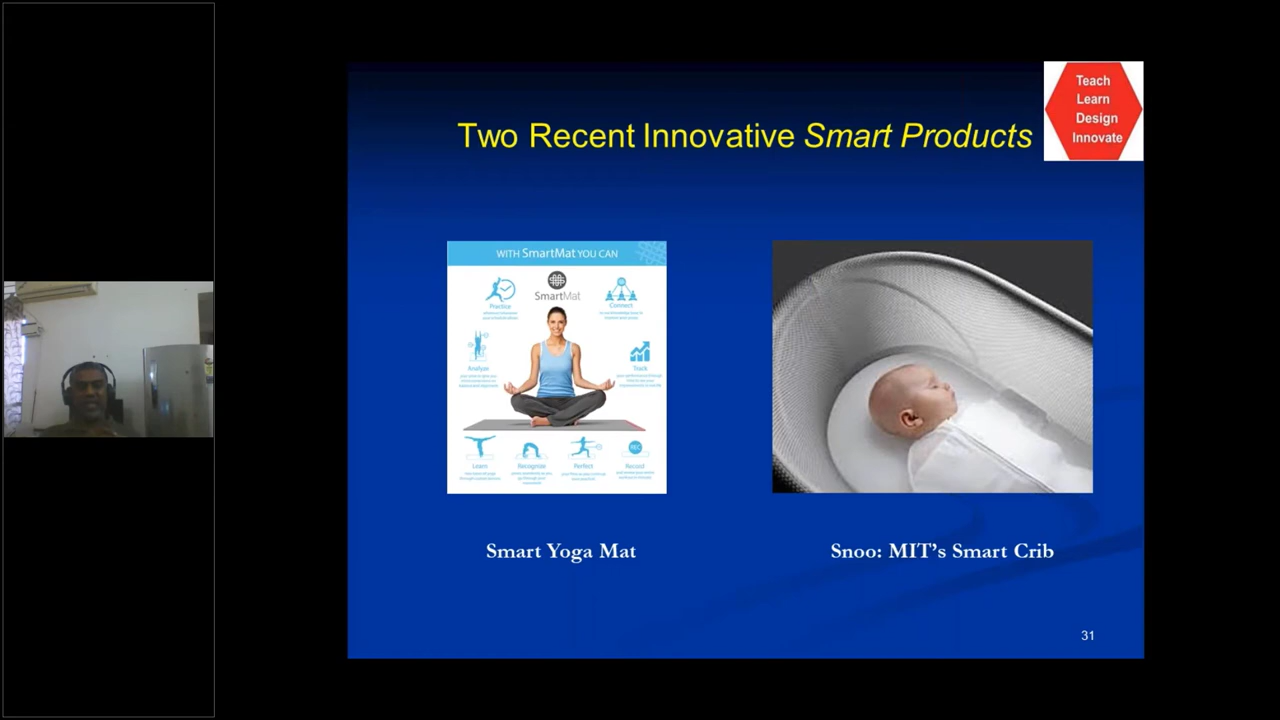 Teach
Learn
Design
Innovate
Two Recent Innovative Smart Products
WITH SmartMat YOU CAN
SmartMat
Practice
Connect
Analyze
Track
Learn
Recognize
Perfect
REC
Record
Smart Yoga Mat
Snoo: MIT's Smart Crib
31